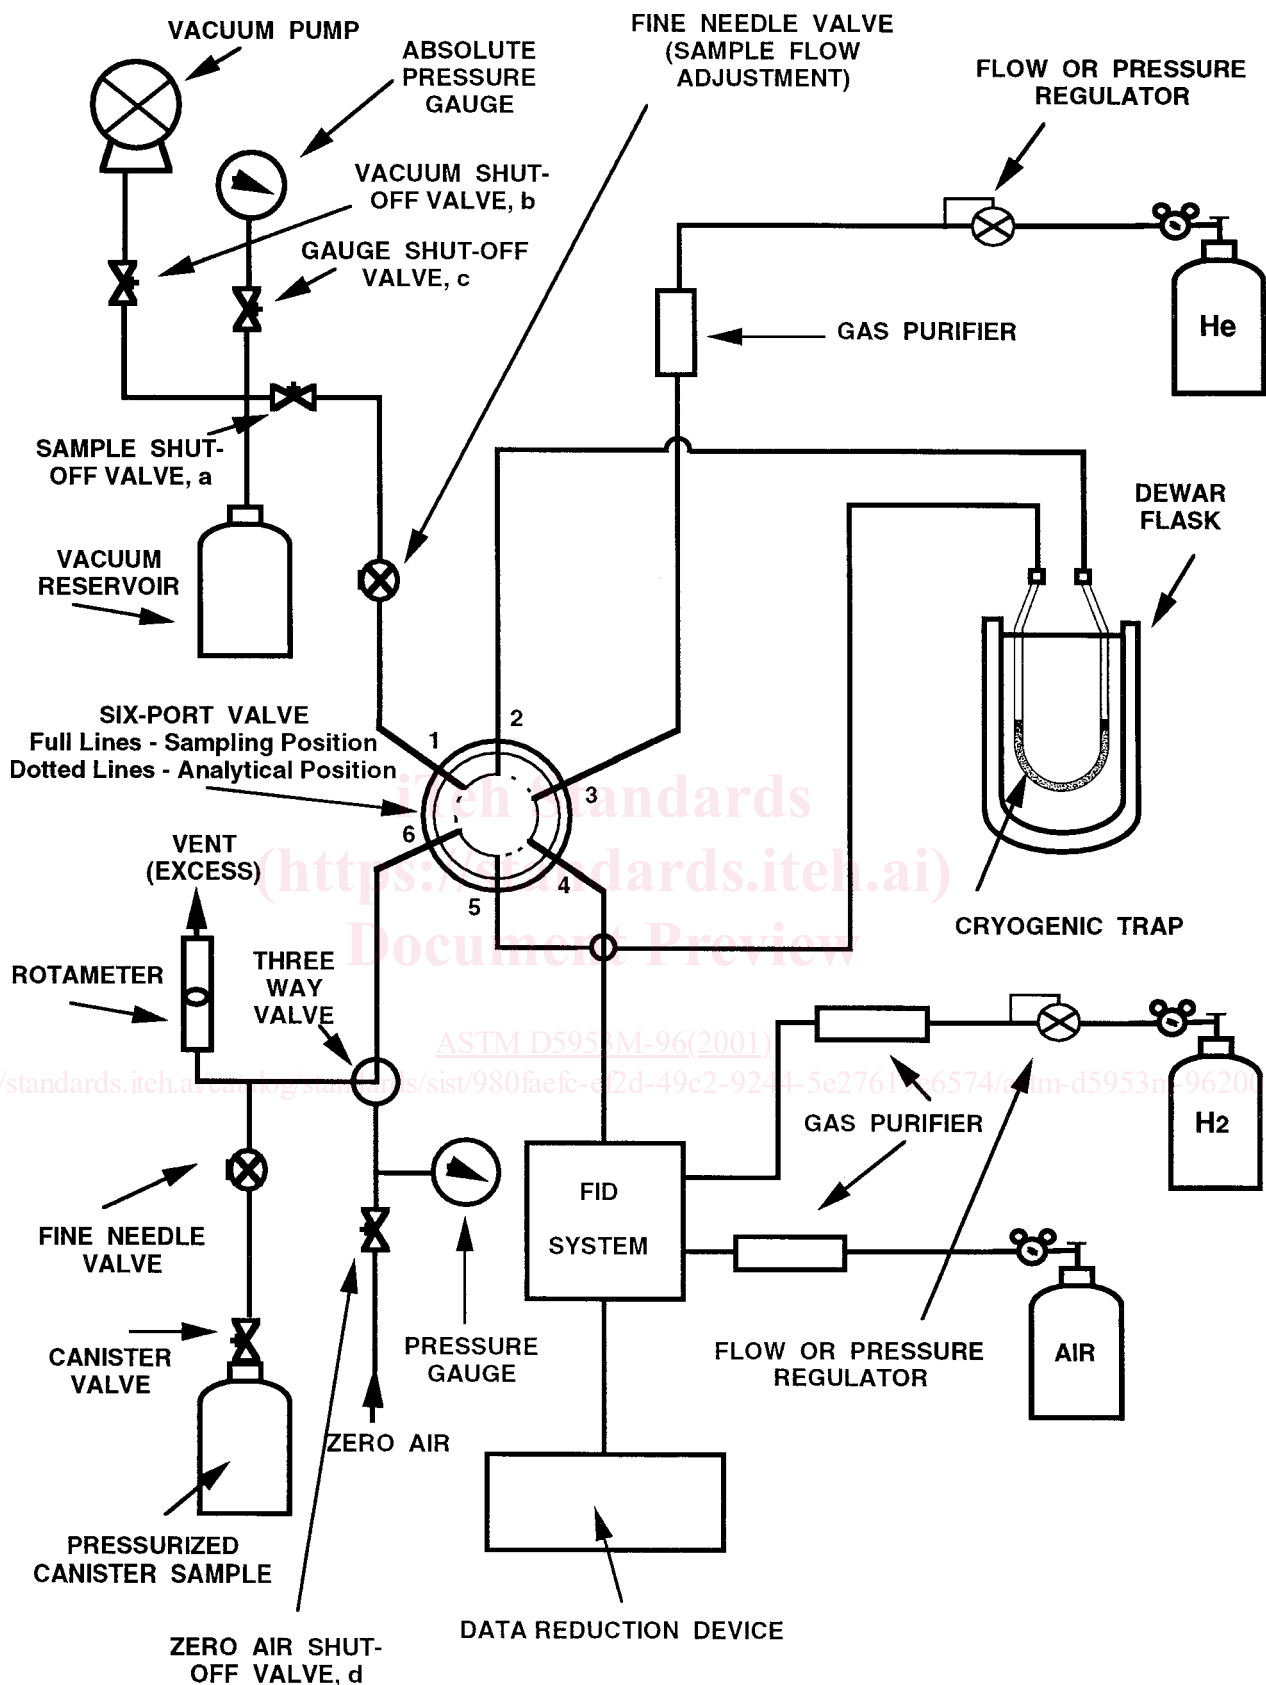 VACUUM PUMP
ABSOLUTE
PRESSURE
GAUGE
FINE NEEDLE VALVE
(SAMPLE FLOW
ADJUSTMENT)
FLOW OR PRESSURE
REGULATOR
VACUUM SHUT-
OFF VALVE, b
GAUGE SHUT-OFF
VALVE, c
He
GAS PURIFIER
SAMPLE SHUT-
OFF VALVE, a
DEWAR
FLASK
VACUUM
RESERVOIR
SIX-PORT VALVE
Full Lines - Sampling Position
Dotted Lines - Analytical Position
1
2
3
4
5
6
iTeh Standards
(https://standards.iteh.ai)
Document Preview
VENT
(EXCESS)
CRYOGENIC TRAP
ROTAMETER
THREE
WAY
VALVE
ASTM D5953M-96(2001)
GAS PURIFIER
H2
FID
SYSTEM
FINE NEEDLE
VALVE
CANISTER
VALVE
PRESSURE
GAUGE
FLOW OR PRESSURE
REGULATOR
AIR
ZERO AIR
PRESSURIZED
CANISTER SAMPLE
DATA REDUCTION DEVICE
ZERO AIR SHUT-
OFF VALVE, d